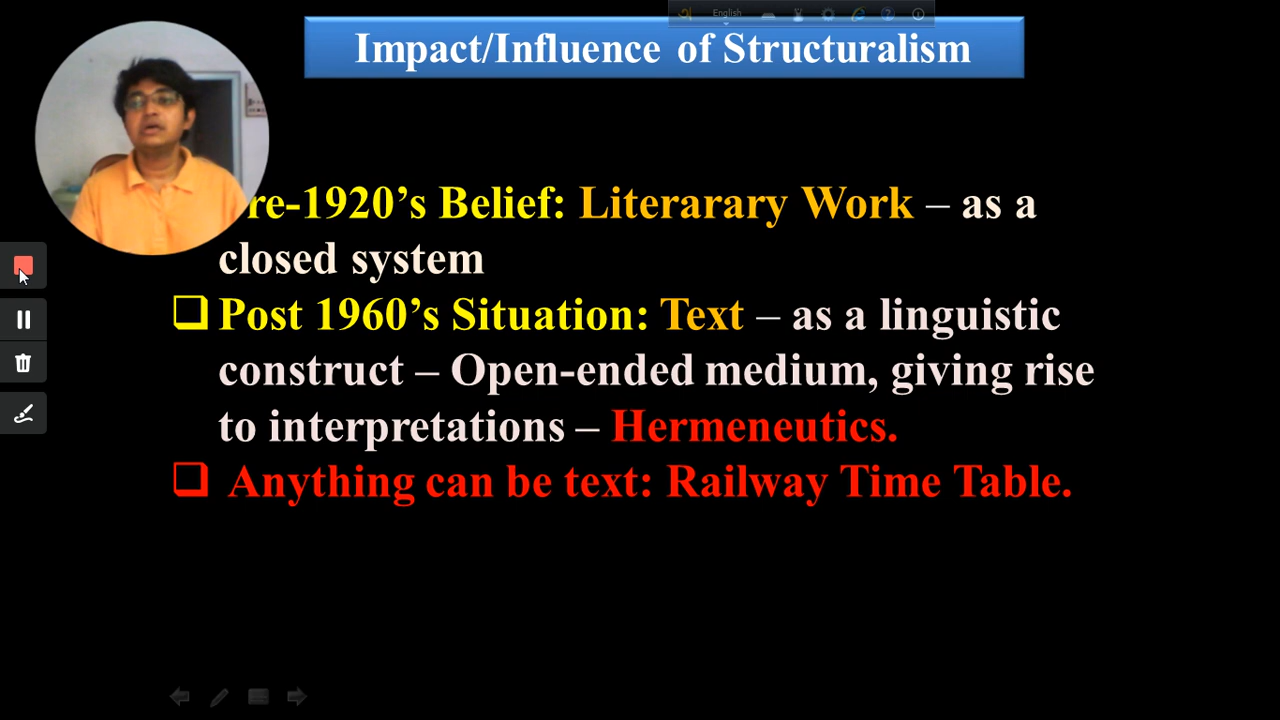 English
Impact/Influence of Structuralism
re-1920’s Belief: Literarary Work – as a
closed system
Post 1960’s Situation: Text – as a linguistic
construct – Open-ended medium, giving rise
to interpretations – Hermeneutics.
Anything can be text: Railway Time Table.